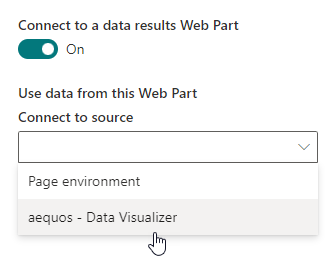 Connect to a data results Web Part
On
Use data from this Web Part
Connect to source
Page environment
aequos - Data Visualizer